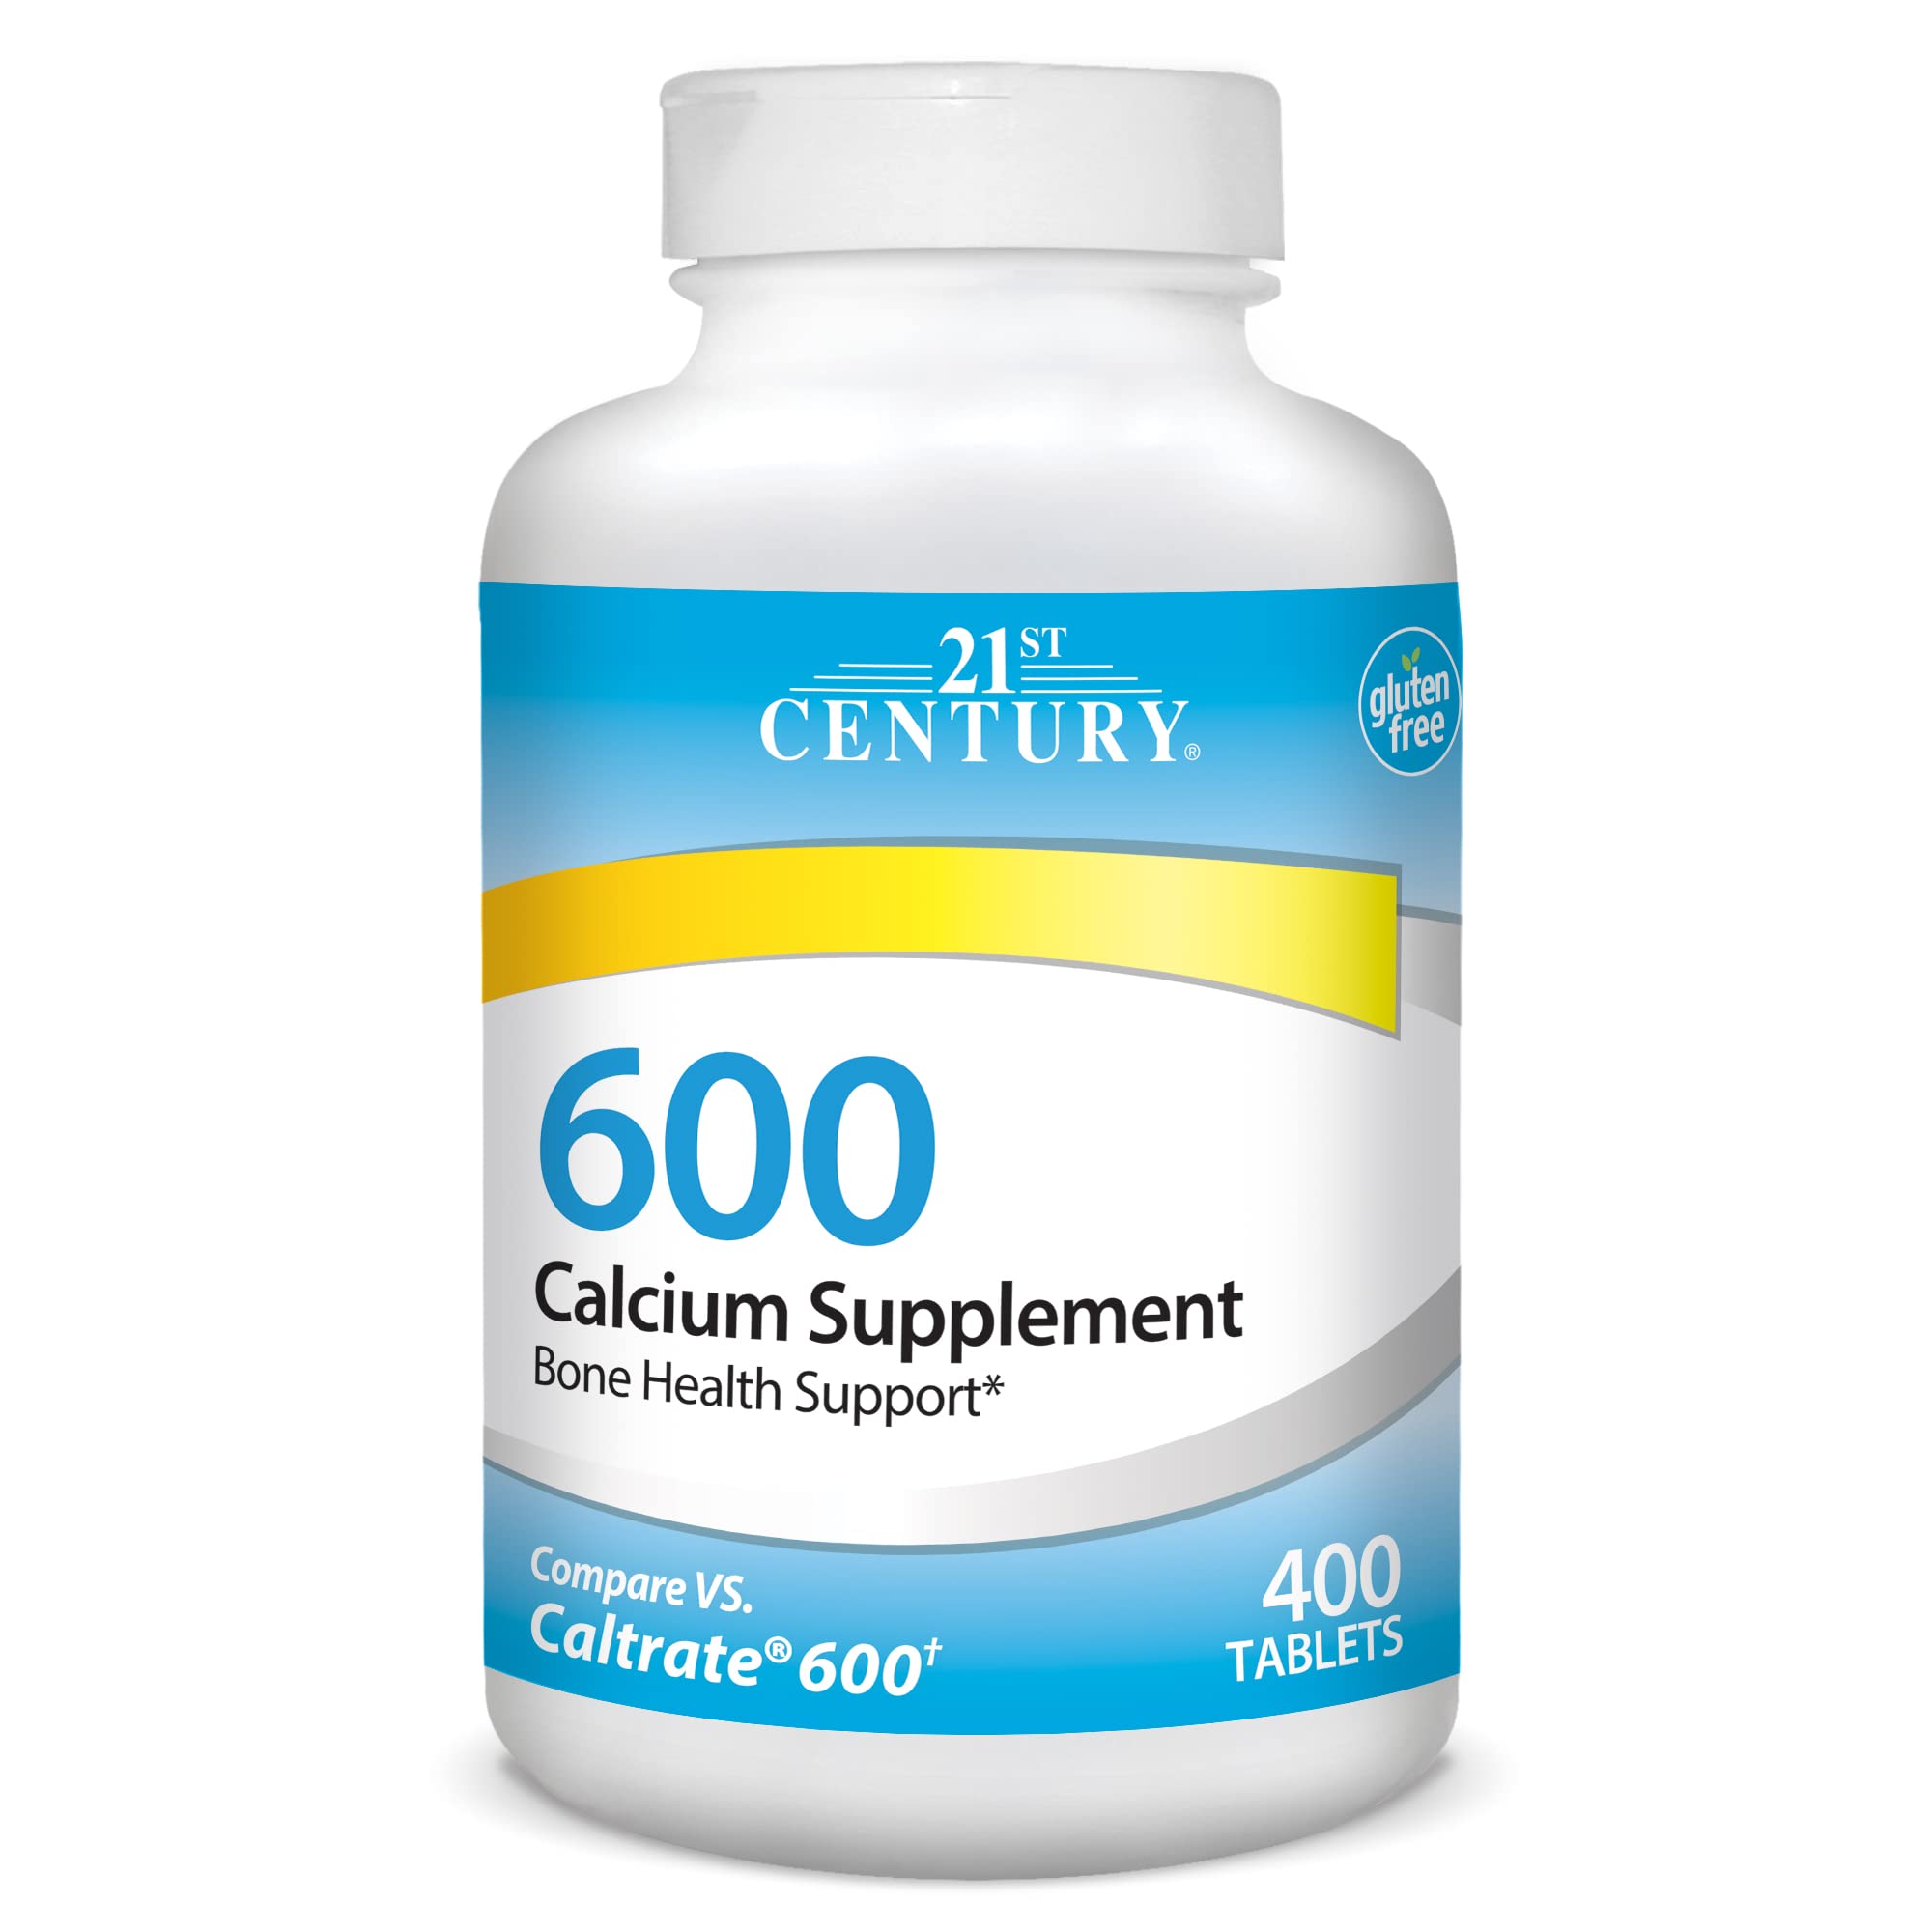 21ST
CENTURY®
gluten
free
600
Calcium Supplement
Bone Health Support*
Compare VS.
Caltrate® 600†
400
TABLETS